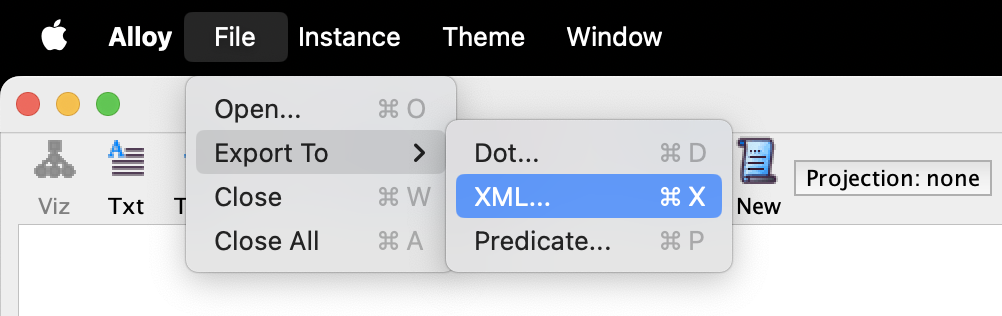 Alloy File Instance Theme Window
Open... ⌘ O
Export To
Close ⌘ W
Close All ⌘ A
Dot... ⌘ D
XML... ⌘ X
Predicate... ⌘ P
Viz Txt T New
Projection: none